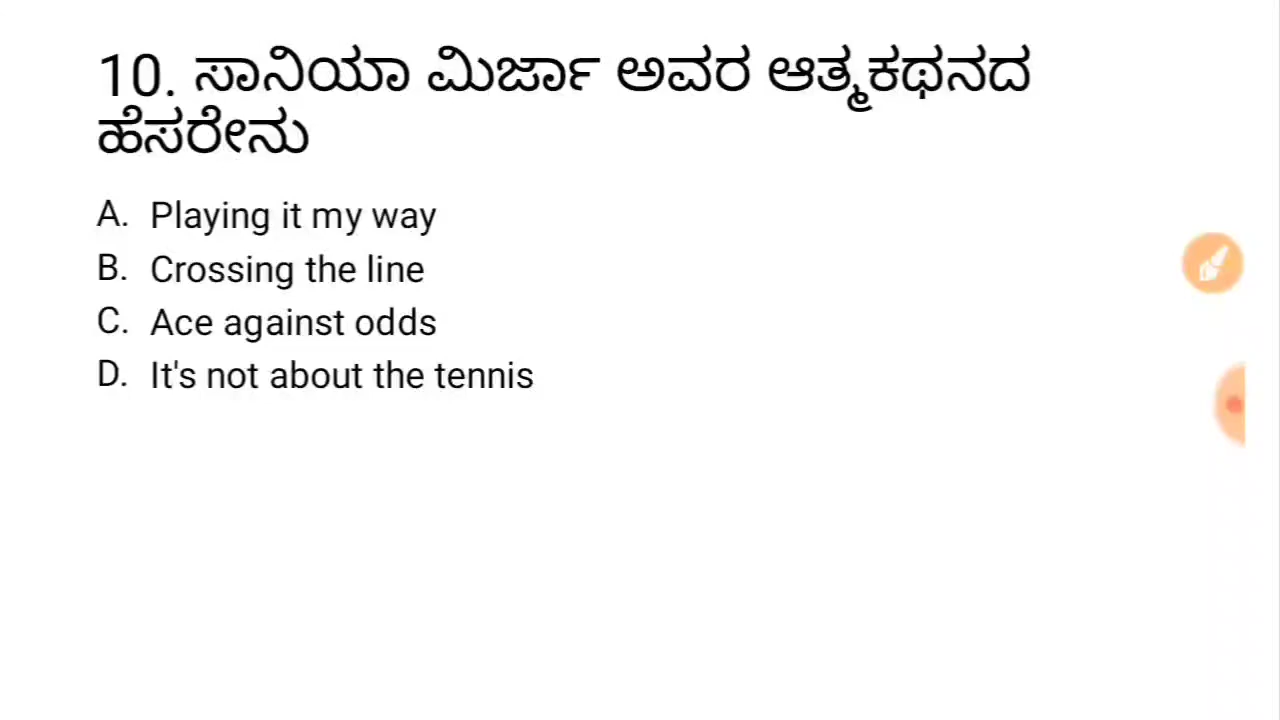 10. ಸಾನಿಯಾ ಮಿರ್ಜಾ ಅವರ ಆತ್ಮಕಥನದ
ಹೆಸರೇನು
A. Playing it my way
B. Crossing the line
C. Ace against odds
D. It's not about the tennis